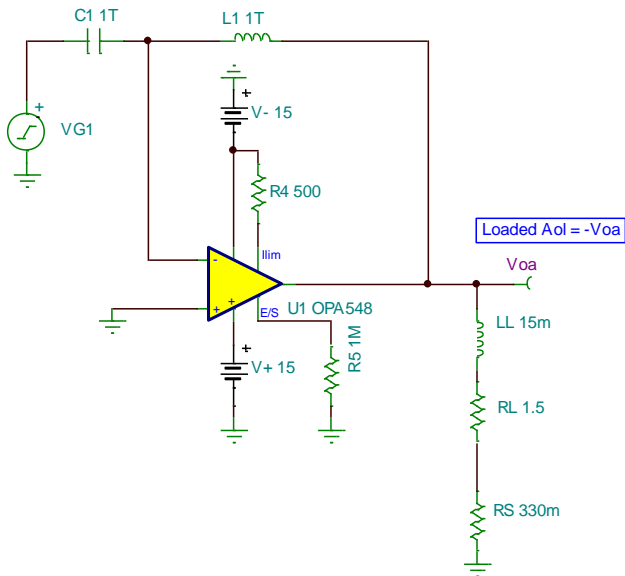 C1 1T
L1 1T
+
VG1
+
V- 15
R4 500
Loaded Aol = -Voa
Voa
-
Ilim
+
+
E/S
U1 OPA548
LL 15m
+
V+ 15
R5 1M
RL 1.5
RS 330m